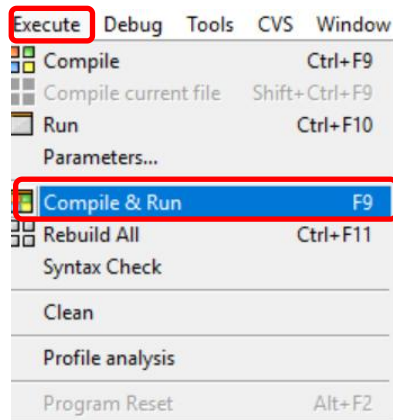 Execute Debug Tools CVS Window
Compile Ctrl+F9
Compile current file Shift+Ctrl+F9
Run Ctrl+F10
Parameters...
Compile & Run F9
Rebuild All Ctrl+F11
Syntax Check
Clean
Profile analysis
Program Reset Alt+F2